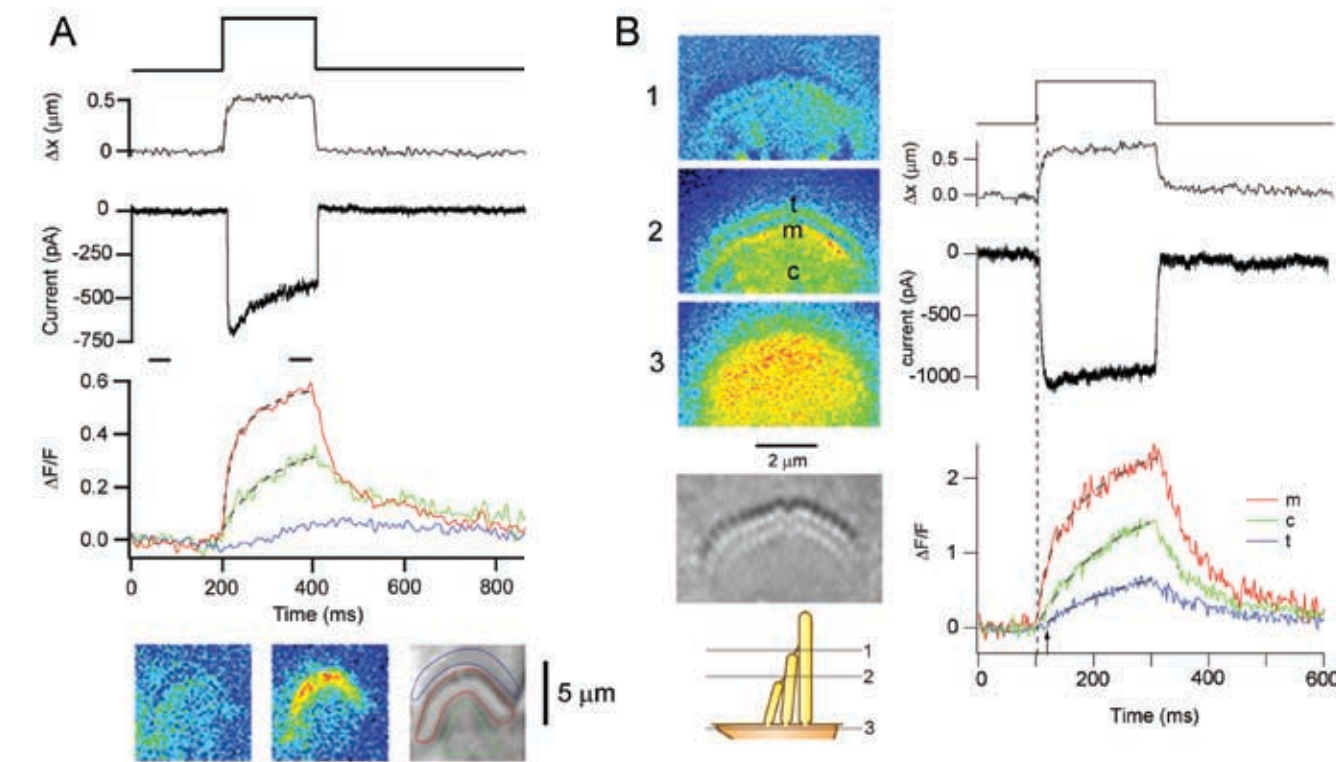 A
Δx (μm)
0.5
0
Current (pA)
0
-250
-500
-750
ΔF/F
0.6
0.4
0.2
0.0
0 200 400 600 800
Time (ms)
5 μm
B
1
2
t
m
c
3
2 μm
1
2
3
Δx (μm)
0.5
0.0
current (pA)
0
-500
-1000
ΔF/F
2
1
0
m
c
t
0 200 400 600
Time (ms)